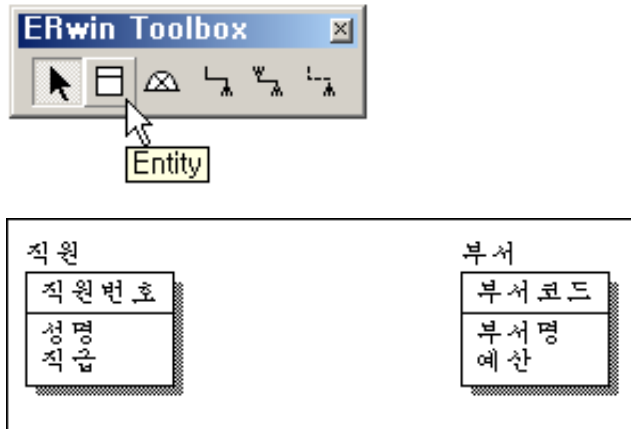 ERwin Toolbox
Entity
직원
직원번호
성명
직급
부서
부서코드
부서명
예산